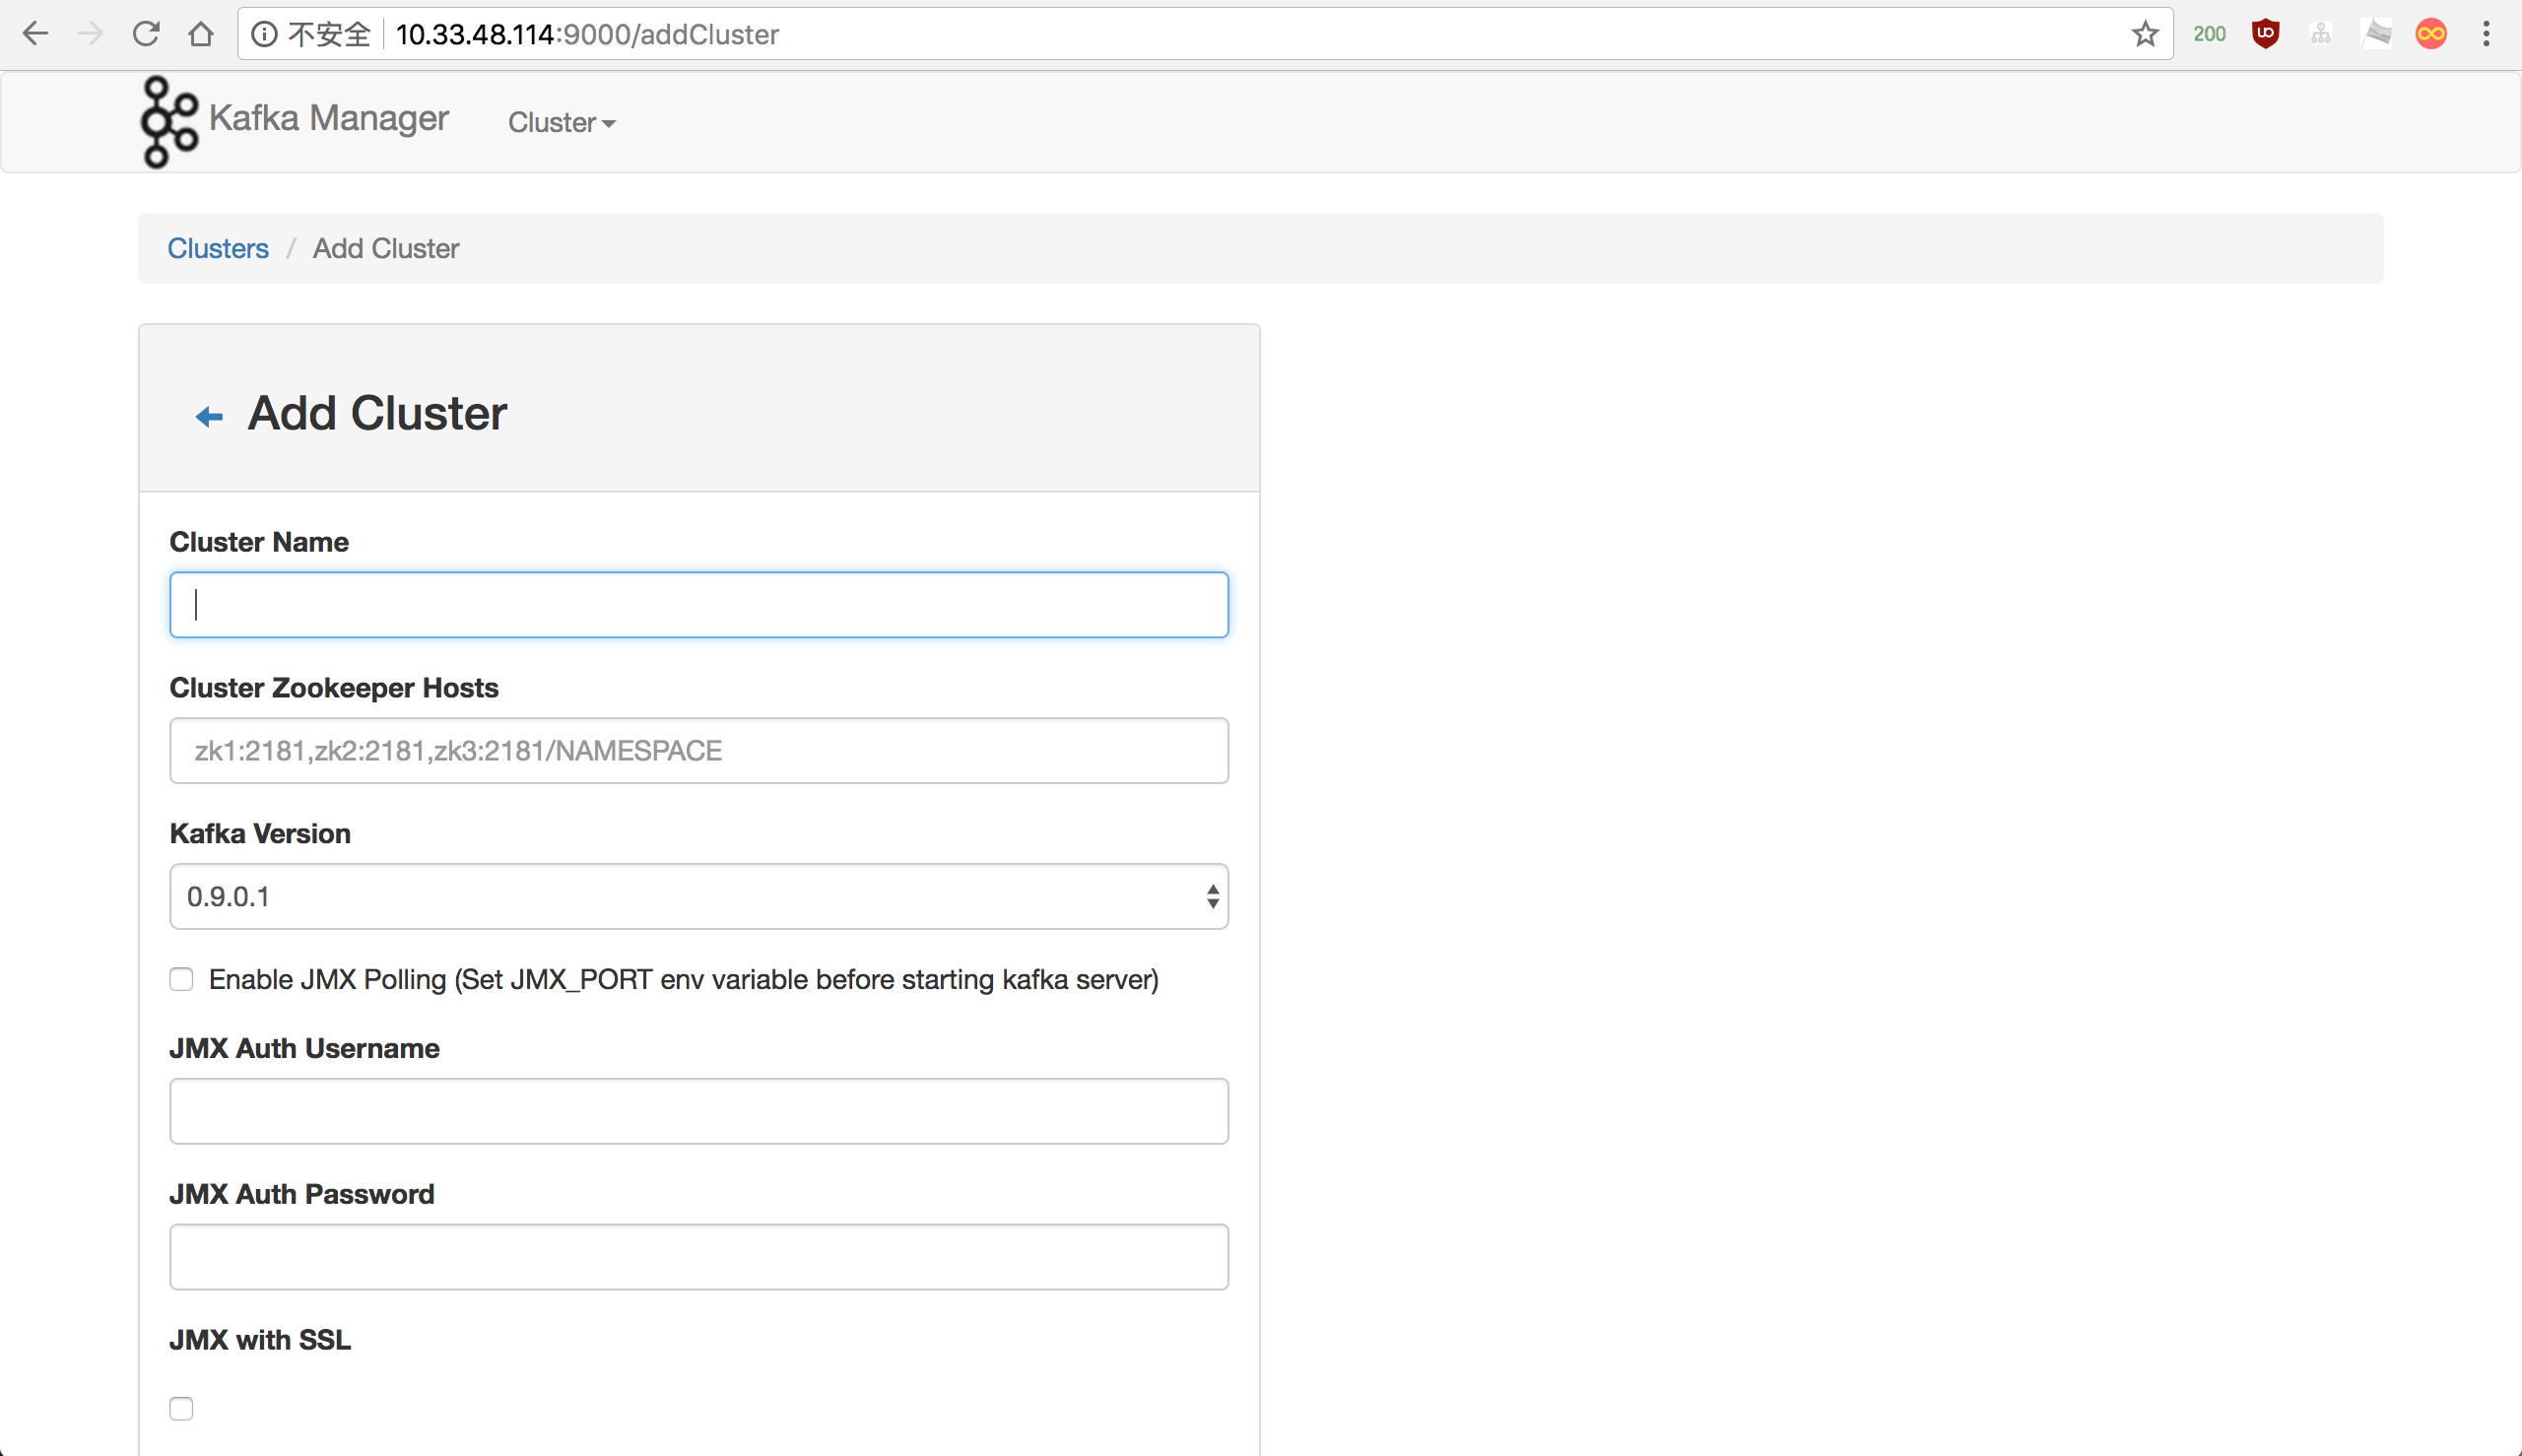 不安全 10.33.48.114:9000/addCluster 200
Kafka Manager Cluster
Clusters / Add Cluster
Add Cluster
Cluster Name
Cluster Zookeeper Hosts
zk1:2181,zk2:2181,zk3:2181/NAMESPACE
Kafka Version
0.9.0.1
Enable JMX Polling (Set JMX_PORT env variable before starting kafka server)
JMX Auth Username
JMX Auth Password
JMX with SSL